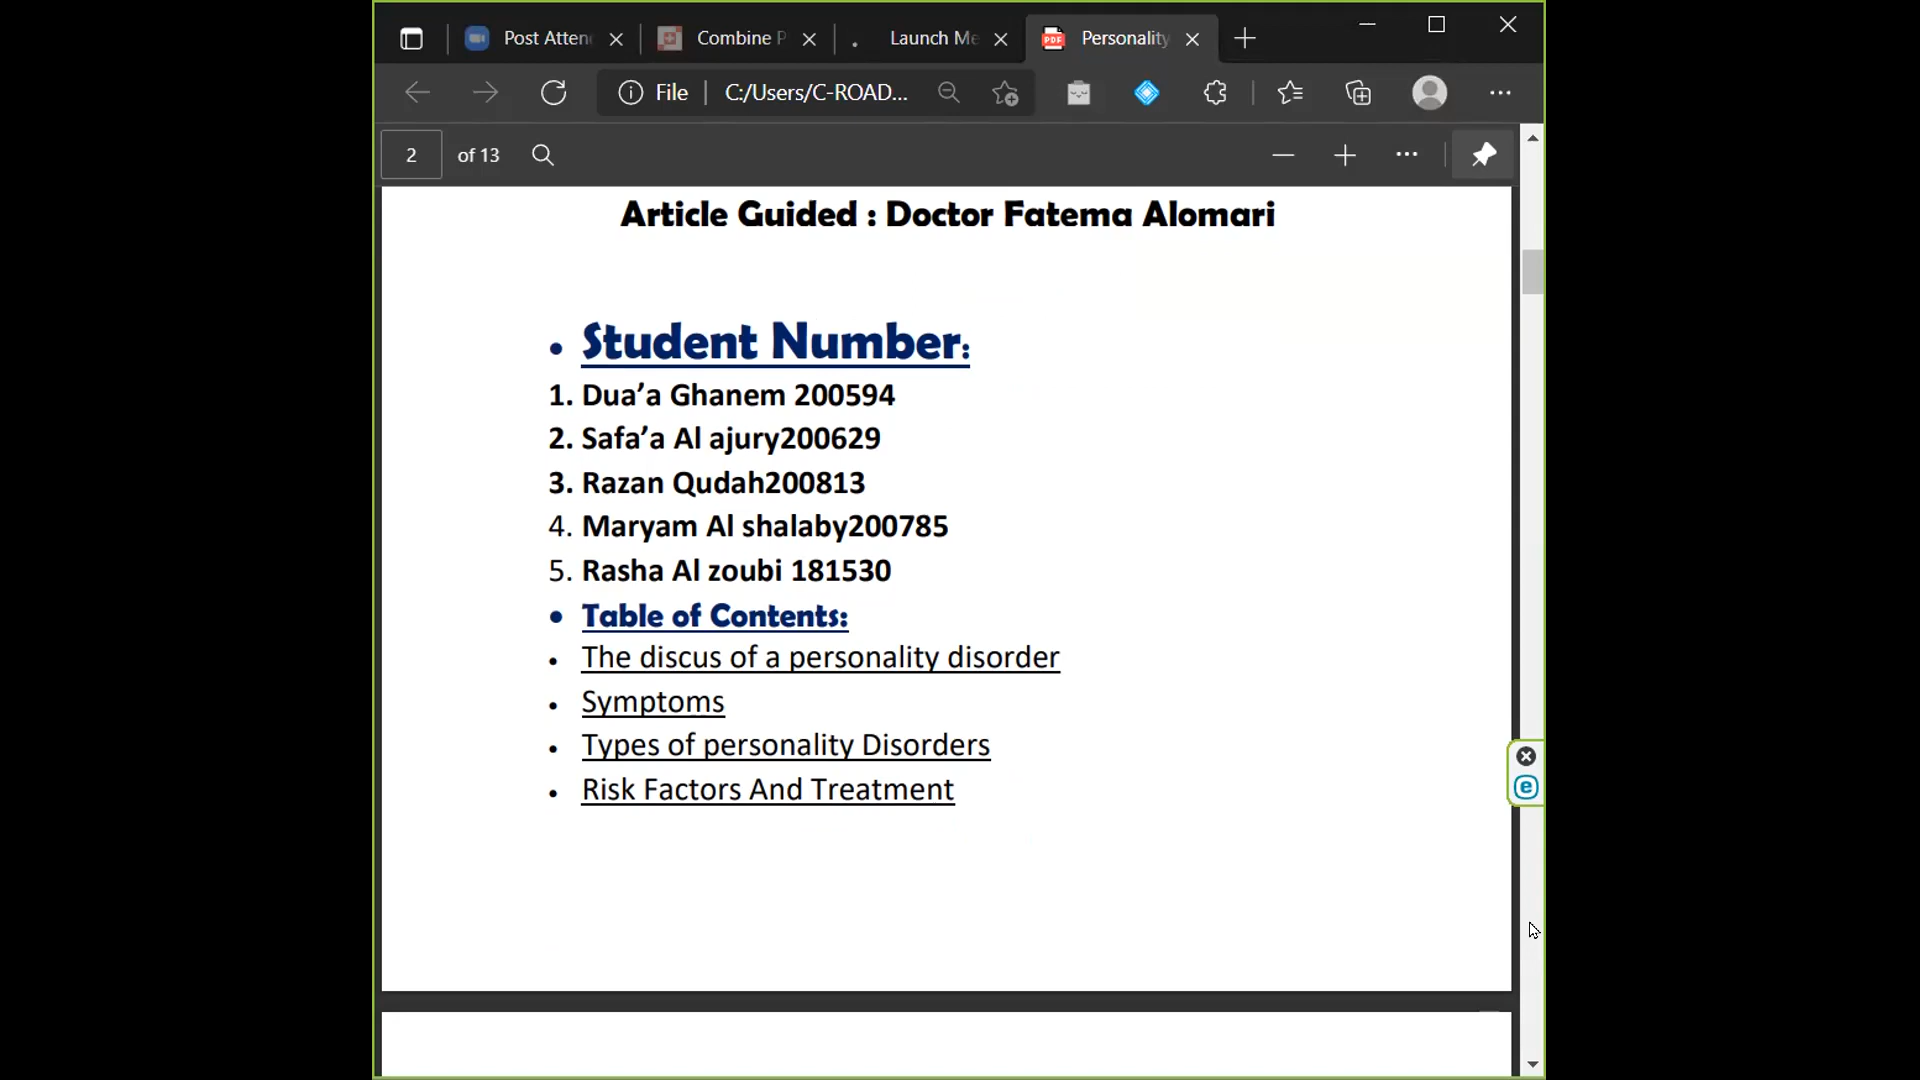 Post Atten
Combine P
Launch Me
Personality
File
C:/Users/C-ROAD...
2 of 13
Article Guided : Doctor Fatema Alomari
• Student Number:
1. Dua’a Ghanem 200594
2. Safa’a Al ajury200629
3. Razan Qudah200813
4. Maryam Al shalaby200785
5. Rasha Al zoubi 181530
• Table of Contents:
• The discus of a personality disorder
• Symptoms
• Types of personality Disorders
• Risk Factors And Treatment